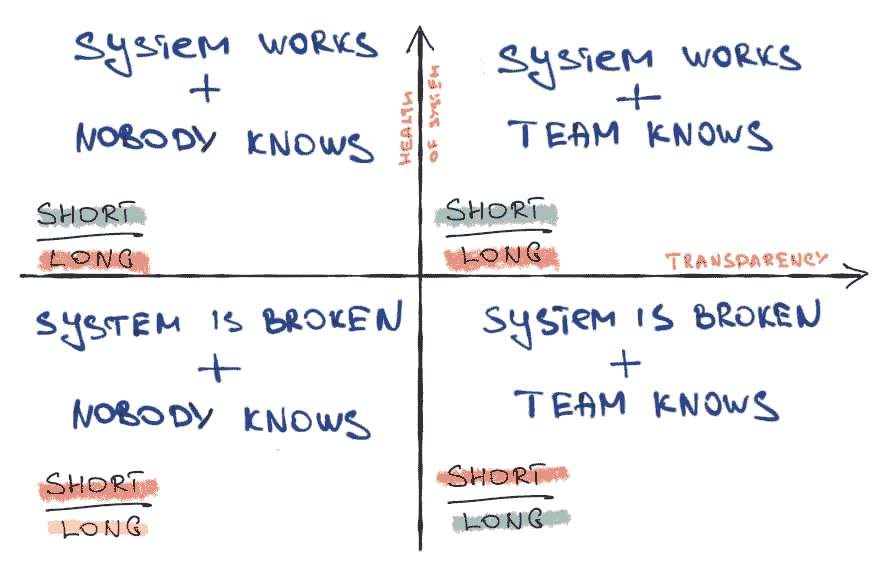 SYSTEM WORKS
+
NOBODY KNOWS
SHORT
LONG
HEALTH
OF SYSTEM
SYSTEM WORKS
+
TEAM KNOWS
SHORT
LONG
TRANSPARENCY
SYSTEM IS BROKEN
+
NOBODY KNOWS
SHORT
LONG
SYSTEM IS BROKEN
+
TEAM KNOWS
SHORT
LONG